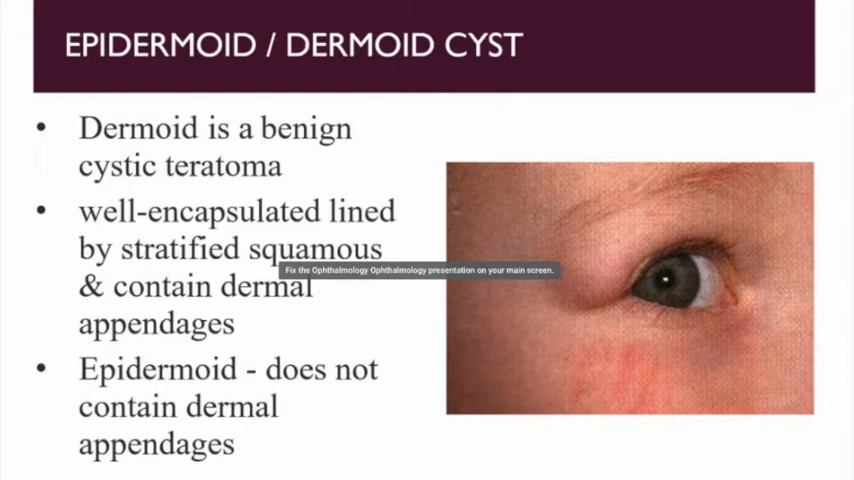 EPIDERMOID / DERMOID CYST
• Dermoid is a benign
cystic teratoma
• well-encapsulated lined
by stratified squamous
& contain dermal
appendages
• Epidermoid - does not
contain dermal
appendages
Fix the Ophthalmology Ophthalmology presentation on your main screen.